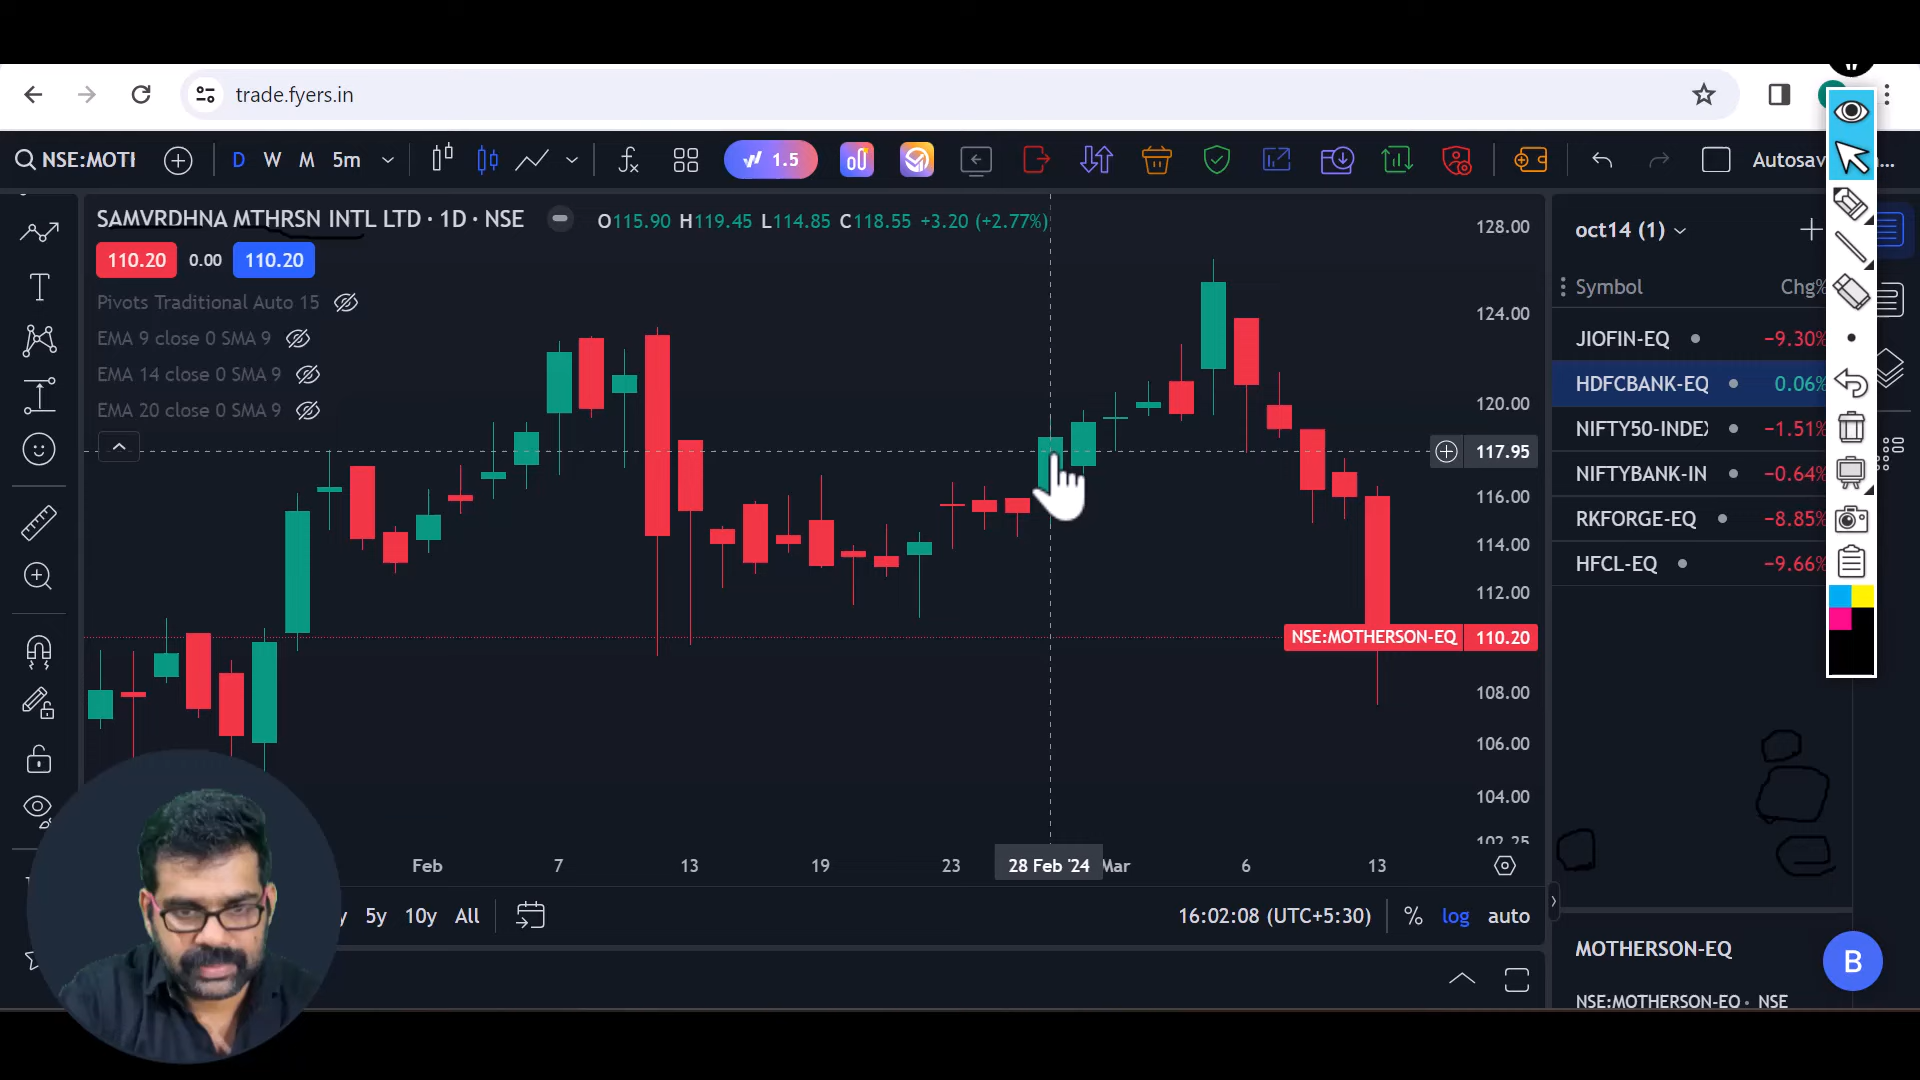 trade.fyers.in
NSE:MOTI D W M 5m 1.5 Autosav ...
SAMVRDHNA MTHRSN INTL LTD · 1D · NSE O115.90 H119.45 L114.85 C118.55 +3.20 (+2.77%)
110.20 0.00 110.20
Pivots Traditional Auto 15
EMA 9 close 0 SMA 9
EMA 14 close 0 SMA 9
EMA 20 close 0 SMA 9
128.00
124.00
120.00
117.95
116.00
114.00
112.00
NSE:MOTHERSON-EQ 110.20
108.00
106.00
104.00
102.25
Feb 7 13 19 23 28 Feb '24 Mar 6 13
y 5y 10y All 16:02:08 (UTC+5:30) % log auto
oct14 (1)
Symbol Chg%
JIOFIN-EQ −9.30%
HDFCBANK-EQ 0.06%
NIFTY50-INDEX −1.51%
NIFTYBANK-IN −0.64%
RKFORGE-EQ −8.85%
HFCL-EQ −9.66%
MOTHERSON-EQ
NSE:MOTHERSON-EQ · NSE
B